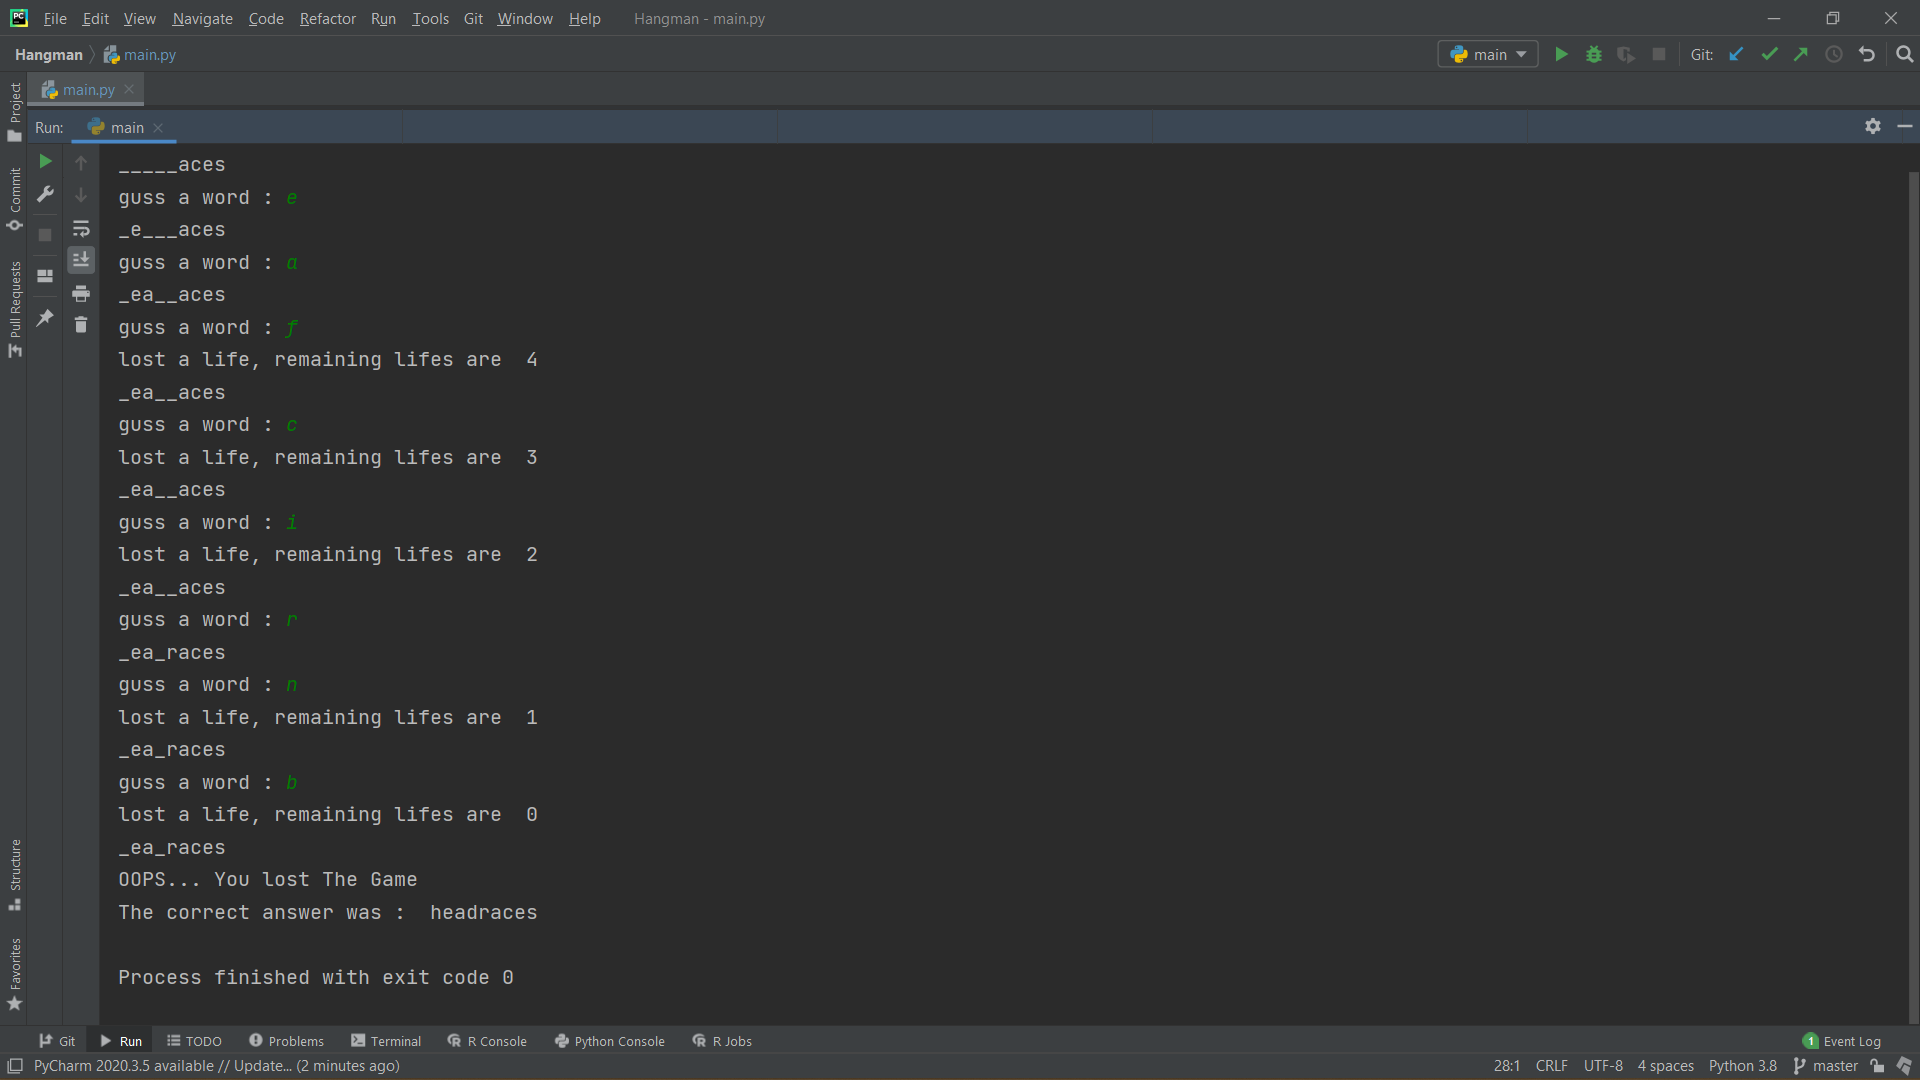 File Edit View Navigate Code Refactor Run Tools Git Window Help Hangman - main.py
Hangman main.py main Git:
main.py
Run: main
Project
Commit
Pull Requests
Structure
Favorites
_____aces
guss a word : e
_e___aces
guss a word : a
_ea__aces
guss a word : f
lost a life, remaining lifes are  4
_ea__aces
guss a word : c
lost a life, remaining lifes are  3
_ea__aces
guss a word : i
lost a life, remaining lifes are  2
_ea__aces
guss a word : r
_ea_races
guss a word : n
lost a life, remaining lifes are  1
_ea_races
guss a word : b
lost a life, remaining lifes are  0
_ea_races
OOPS... You lost The Game
The correct answer was :  headraces
Process finished with exit code 0
Git Run TODO Problems Terminal R Console Python Console R Jobs 1 Event Log
PyCharm 2020.3.5 available // Update... (2 minutes ago) 28:1 CRLF UTF-8 4 spaces Python 3.8 master